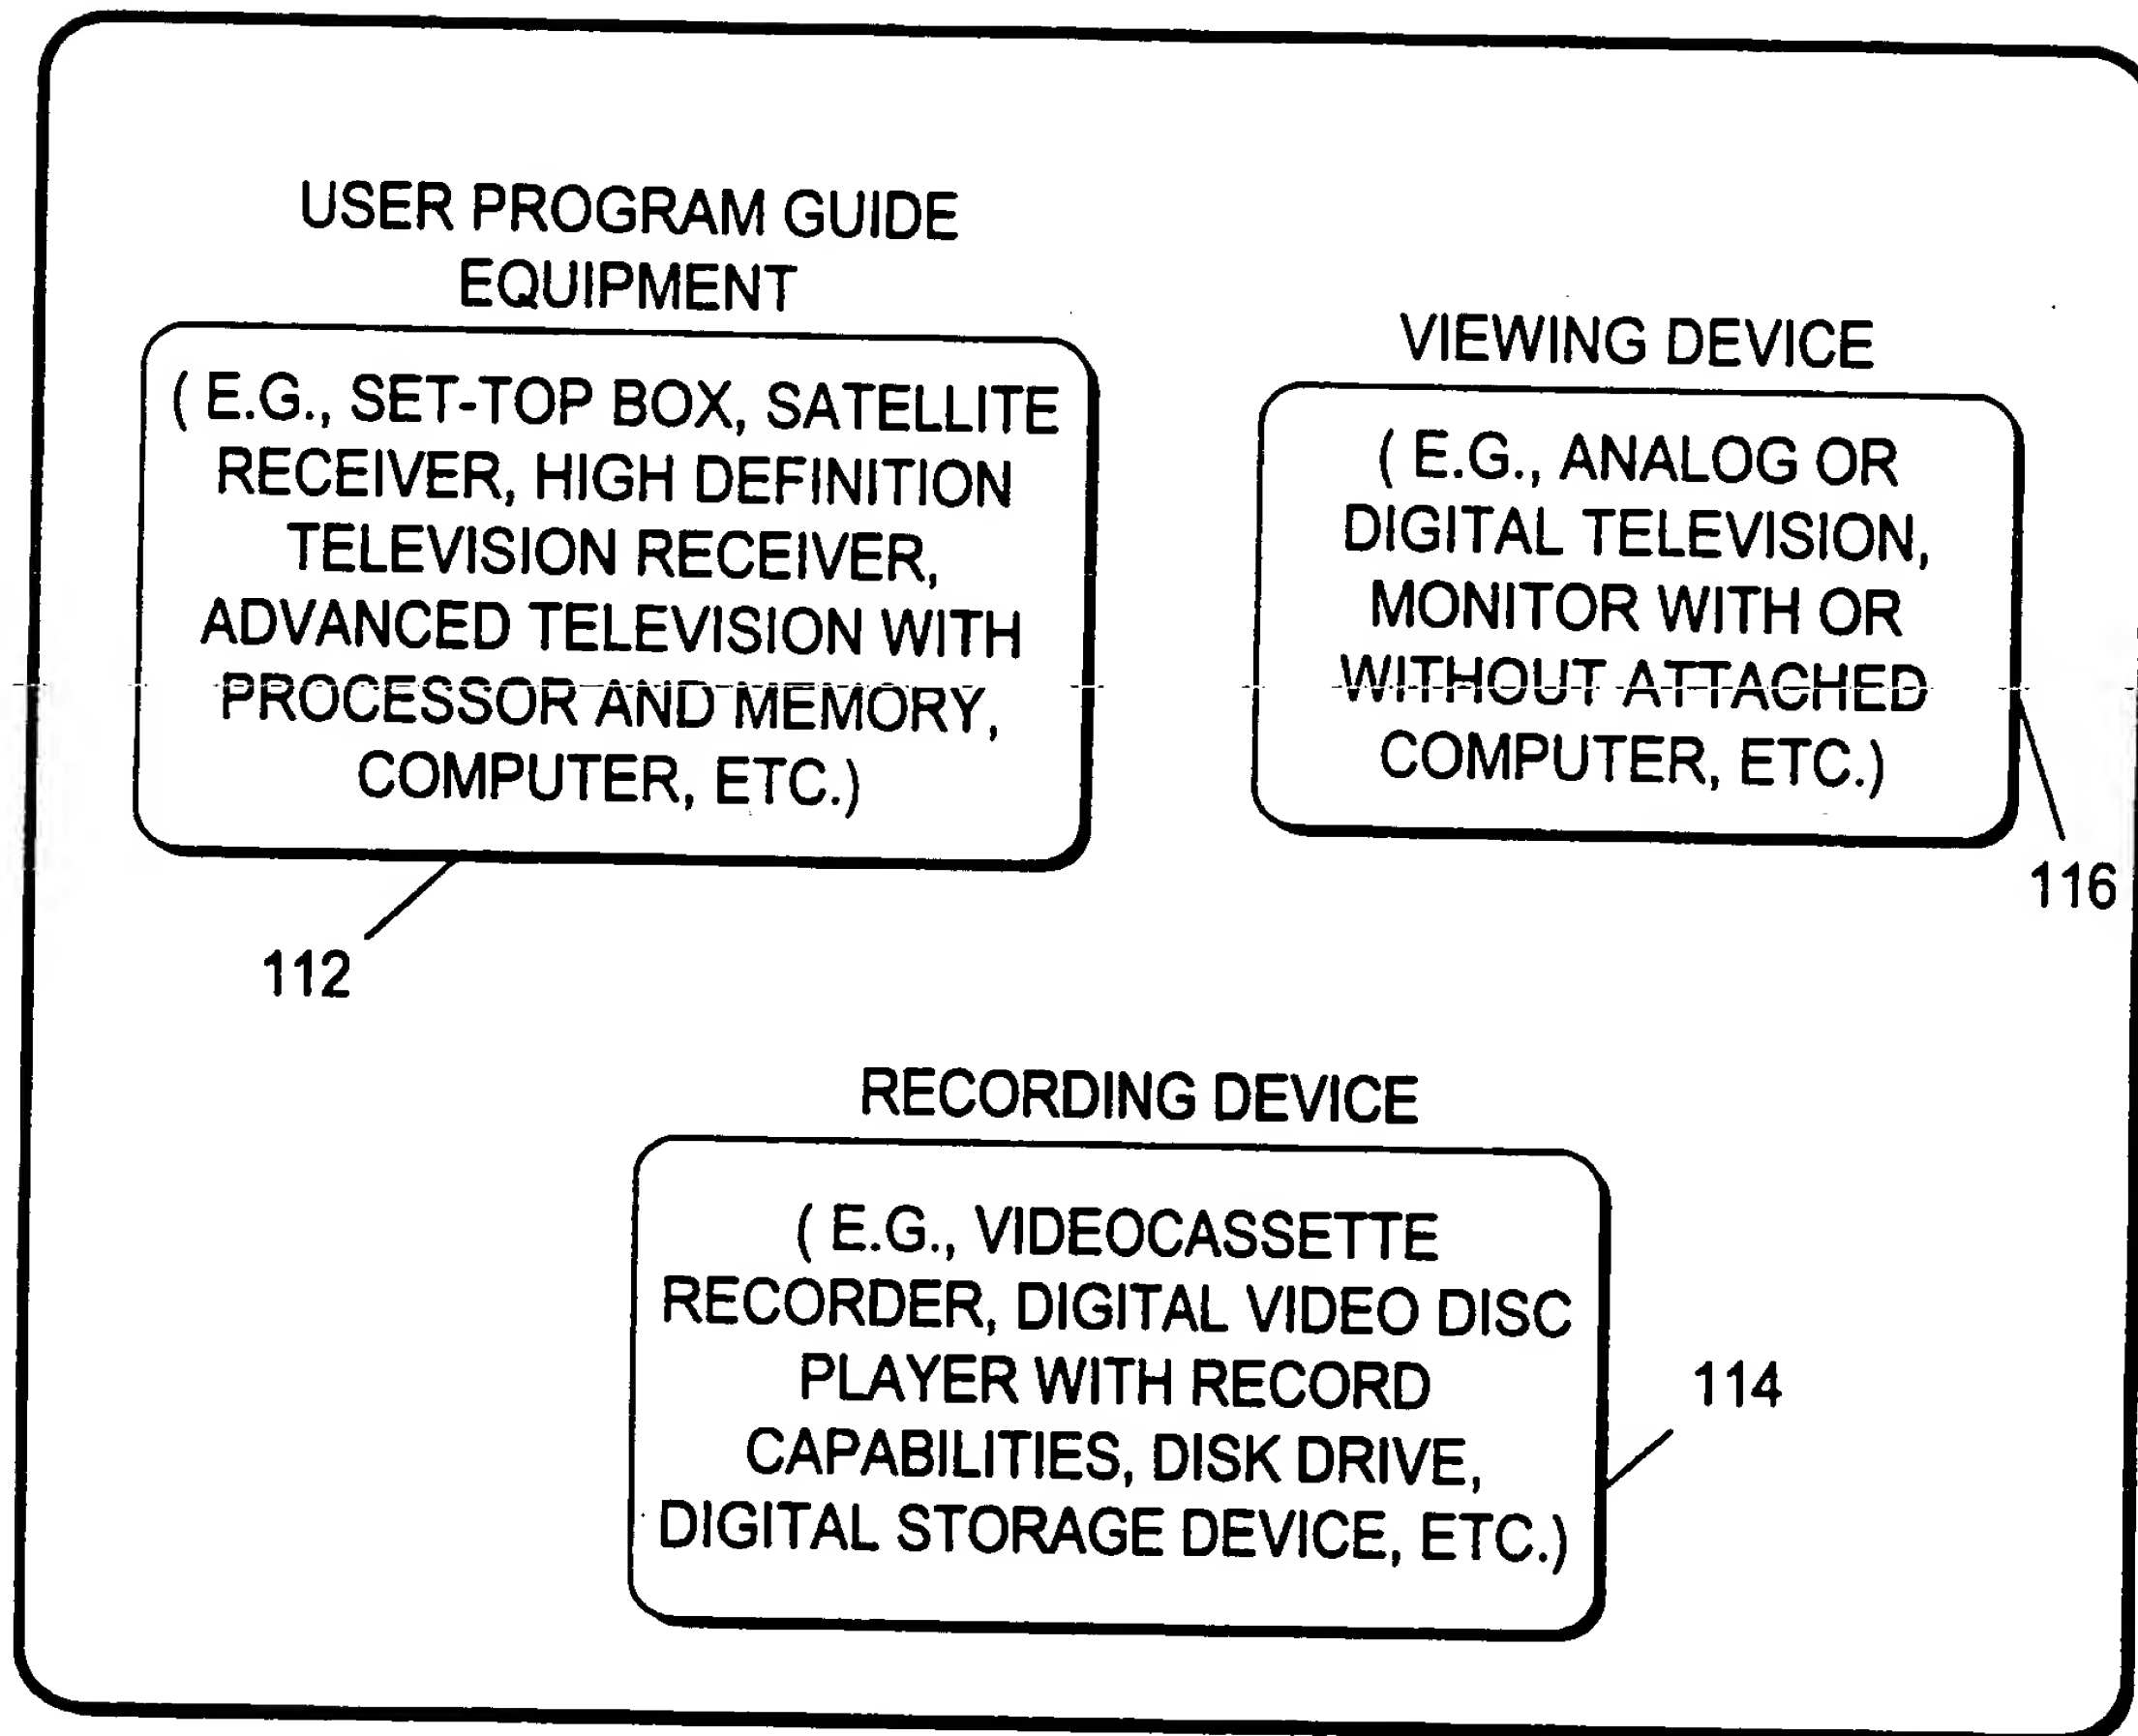 USER PROGRAM GUIDE
EQUIPMENT
( E.G., SET-TOP BOX, SATELLITE
RECEIVER, HIGH DEFINITION
TELEVISION RECEIVER,
ADVANCED TELEVISION WITH
PROCESSOR AND MEMORY,
COMPUTER, ETC.)
112
VIEWING DEVICE
( E.G., ANALOG OR
DIGITAL TELEVISION,
MONITOR WITH OR
WITHOUT ATTACHED
COMPUTER, ETC.)
116
RECORDING DEVICE
( E.G., VIDEOCASSETTE
RECORDER, DIGITAL VIDEO DISC
PLAYER WITH RECORD
CAPABILITIES, DISK DRIVE,
DIGITAL STORAGE DEVICE, ETC.)
114